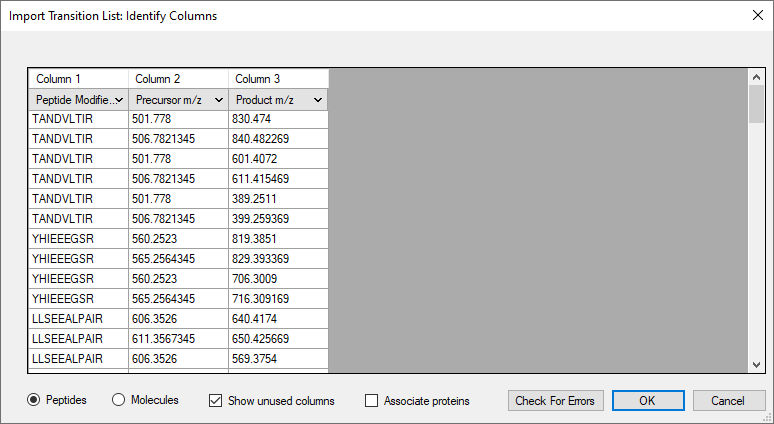 Import Transition List: Identify Columns
Column 1 Column 2 Column 3
Peptide Modifie... Precursor m/z Product m/z
TANDVLTIR 501.778 830.474
TANDVLTIR 506.7821345 840.482269
TANDVLTIR 501.778 601.4072
TANDVLTIR 506.7821345 611.415469
TANDVLTIR 501.778 389.2511
TANDVLTIR 506.7821345 399.259369
YHIEEEGSR 560.2523 819.3851
YHIEEEGSR 565.2564345 829.393369
YHIEEEGSR 560.2523 706.3009
YHIEEEGSR 565.2564345 716.309169
LLSEEALPAIR 606.3526 640.4174
LLSEEALPAIR 611.3567345 650.425669
LLSEEALPAIR 606.3526 569.3754
Peptides Molecules Show unused columns Associate proteins Check For Errors OK Cancel